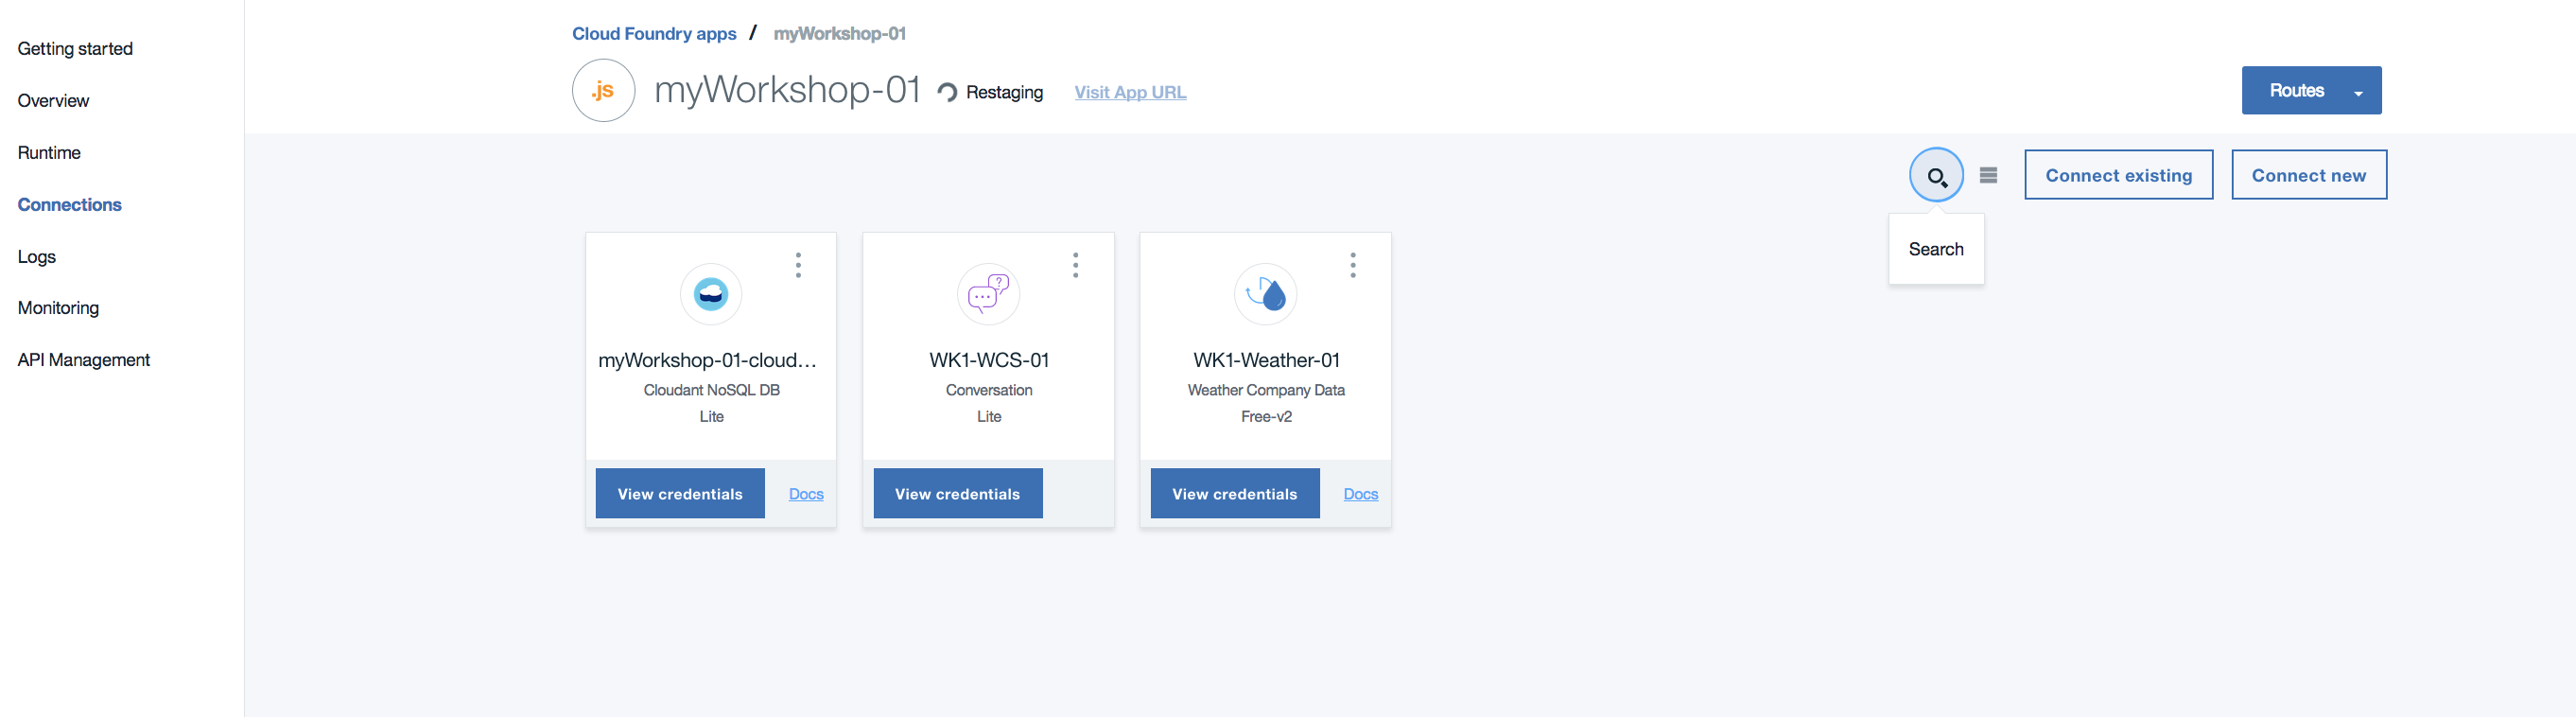 Getting started
Overview
Runtime
Connections
Logs
Monitoring
API Management
Cloud Foundry apps / myWorkshop-01
.js
myWorkshop-01 Restaging Visit App URL
Routes
Connect existing
Connect new
Search
myWorkshop-01-cloud...
Cloudant NoSQL DB
Lite
View credentials Docs
?
WK1-WCS-01
Conversation
Lite
View credentials
WK1-Weather-01
Weather Company Data
Free-v2
View credentials Docs